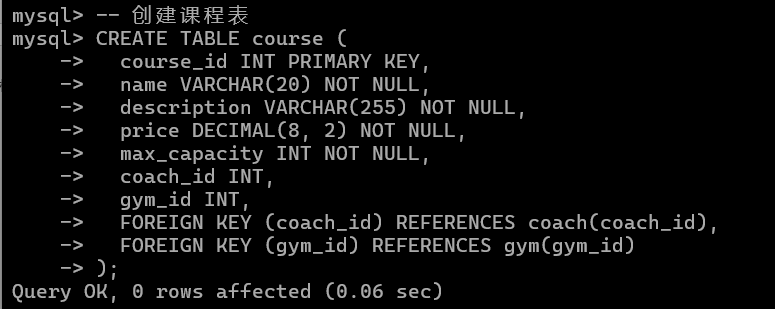 mysql> -- 创建课程表
mysql> CREATE TABLE course (
    ->   course_id INT PRIMARY KEY,
    ->   name VARCHAR(20) NOT NULL,
    ->   description VARCHAR(255) NOT NULL,
    ->   price DECIMAL(8, 2) NOT NULL,
    ->   max_capacity INT NOT NULL,
    ->   coach_id INT,
    ->   gym_id INT,
    ->   FOREIGN KEY (coach_id) REFERENCES coach(coach_id),
    ->   FOREIGN KEY (gym_id) REFERENCES gym(gym_id)
    -> );
Query OK, 0 rows affected (0.06 sec)